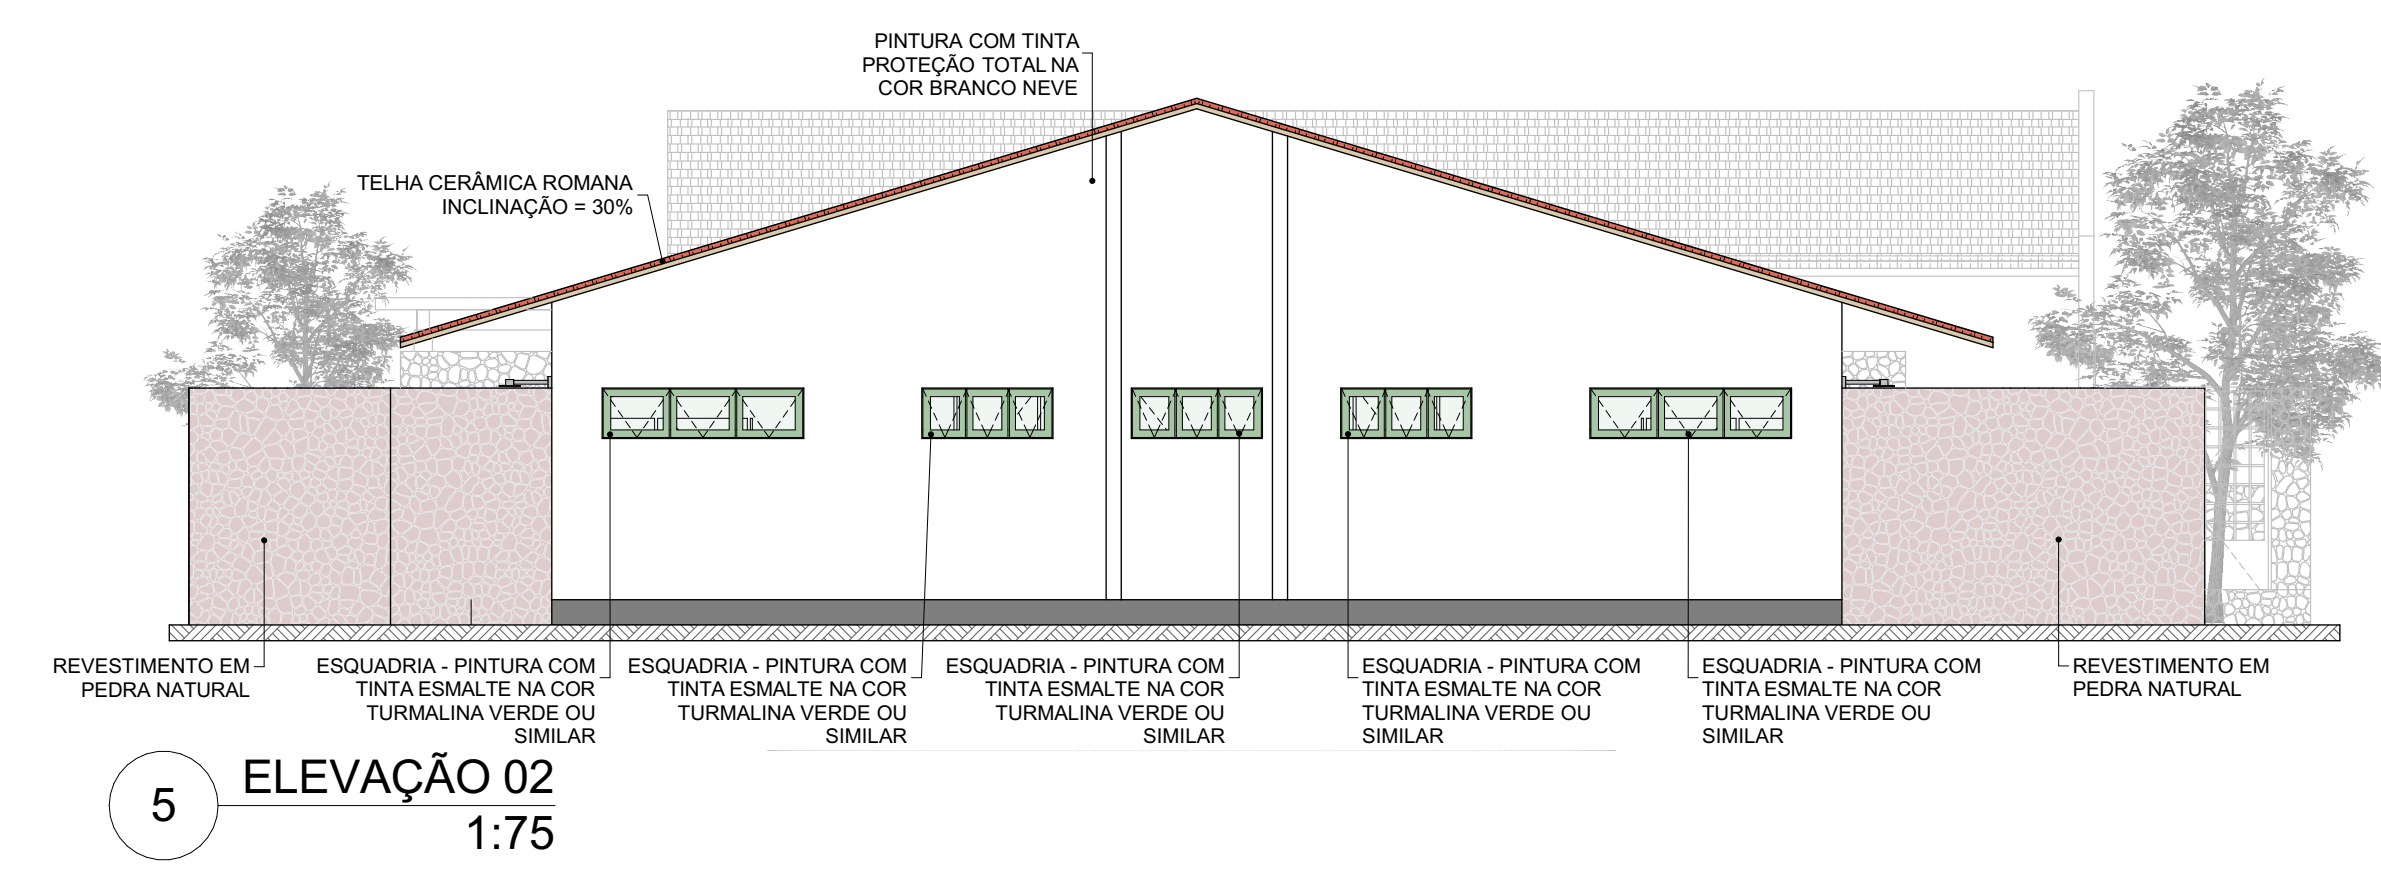 PINTURA COM TINTA
PROTEÇÃO TOTAL NA
COR BRANCO NEVE
TELHA CERÂMICA ROMANA
INCLINAÇÃO = 30%
REVESTIMENTO EM
PEDRA NATURAL
ESQUADRIA - PINTURA COM
TINTA ESMALTE NA COR
TURMALINA VERDE OU
SIMILAR
ESQUADRIA - PINTURA COM
TINTA ESMALTE NA COR
TURMALINA VERDE OU
SIMILAR
ESQUADRIA - PINTURA COM
TINTA ESMALTE NA COR
TURMALINA VERDE OU
SIMILAR
ESQUADRIA - PINTURA COM
TINTA ESMALTE NA COR
TURMALINA VERDE OU
SIMILAR
ESQUADRIA - PINTURA COM
TINTA ESMALTE NA COR
TURMALINA VERDE OU
SIMILAR
REVESTIMENTO EM
PEDRA NATURAL
5
ELEVAÇÃO 02
1:75